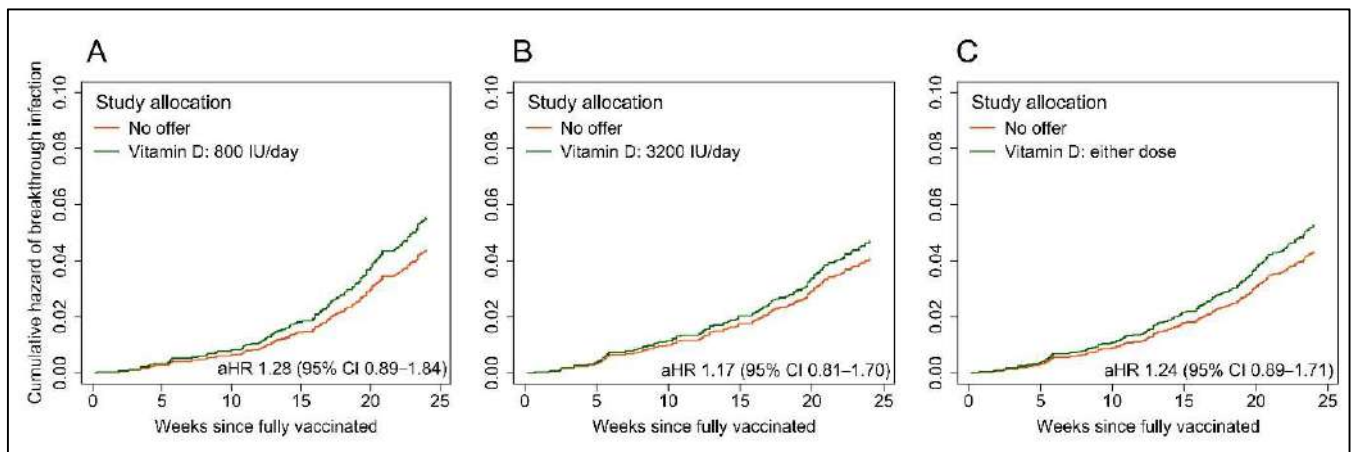 A
Cumulative hazard of breakthrough infection
0.10
0.08
0.06
0.04
0.02
0.00
Study allocation
No offer
Vitamin D: 800 IU/day
aHR 1.28 (95% CI 0.89–1.84)
0 5 10 15 20 25
Weeks since fully vaccinated
B
0.10
0.08
0.06
0.04
0.02
0.00
Study allocation
No offer
Vitamin D: 3200 IU/day
aHR 1.17 (95% CI 0.81–1.70)
0 5 10 15 20 25
Weeks since fully vaccinated
C
0.10
0.08
0.06
0.04
0.02
0.00
Study allocation
No offer
Vitamin D: either dose
aHR 1.24 (95% CI 0.89–1.71)
0 5 10 15 20 25
Weeks since fully vaccinated